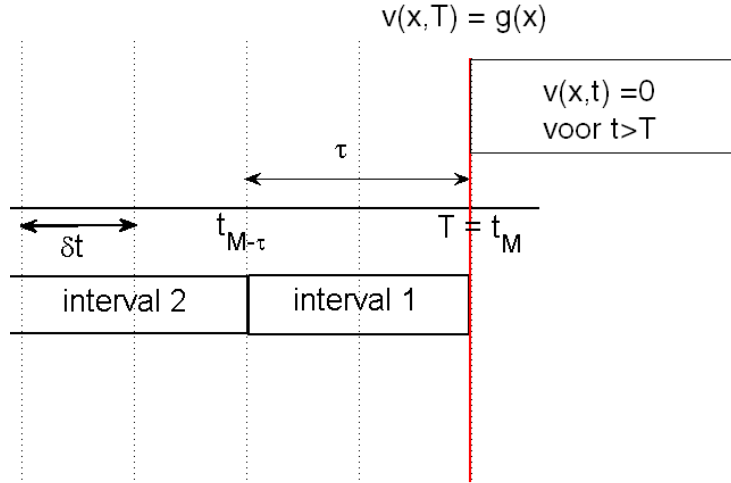 v(x,T) = g(x)
v(x,t) =0
voor t>T
τ
t_{M-τ}
T = t_M
δt
interval 2
interval 1